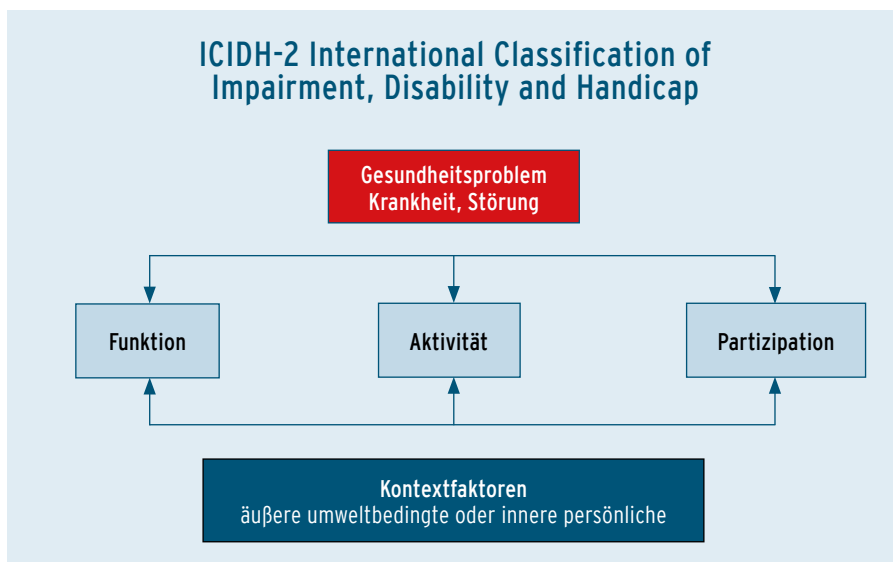 ICIDH-2 International Classification of
Impairment, Disability and Handicap
Gesundheitsproblem
Krankheit, Störung
Funktion
Aktivität
Partizipation
Kontextfaktoren
äußere umweltbedingte oder innere persönliche